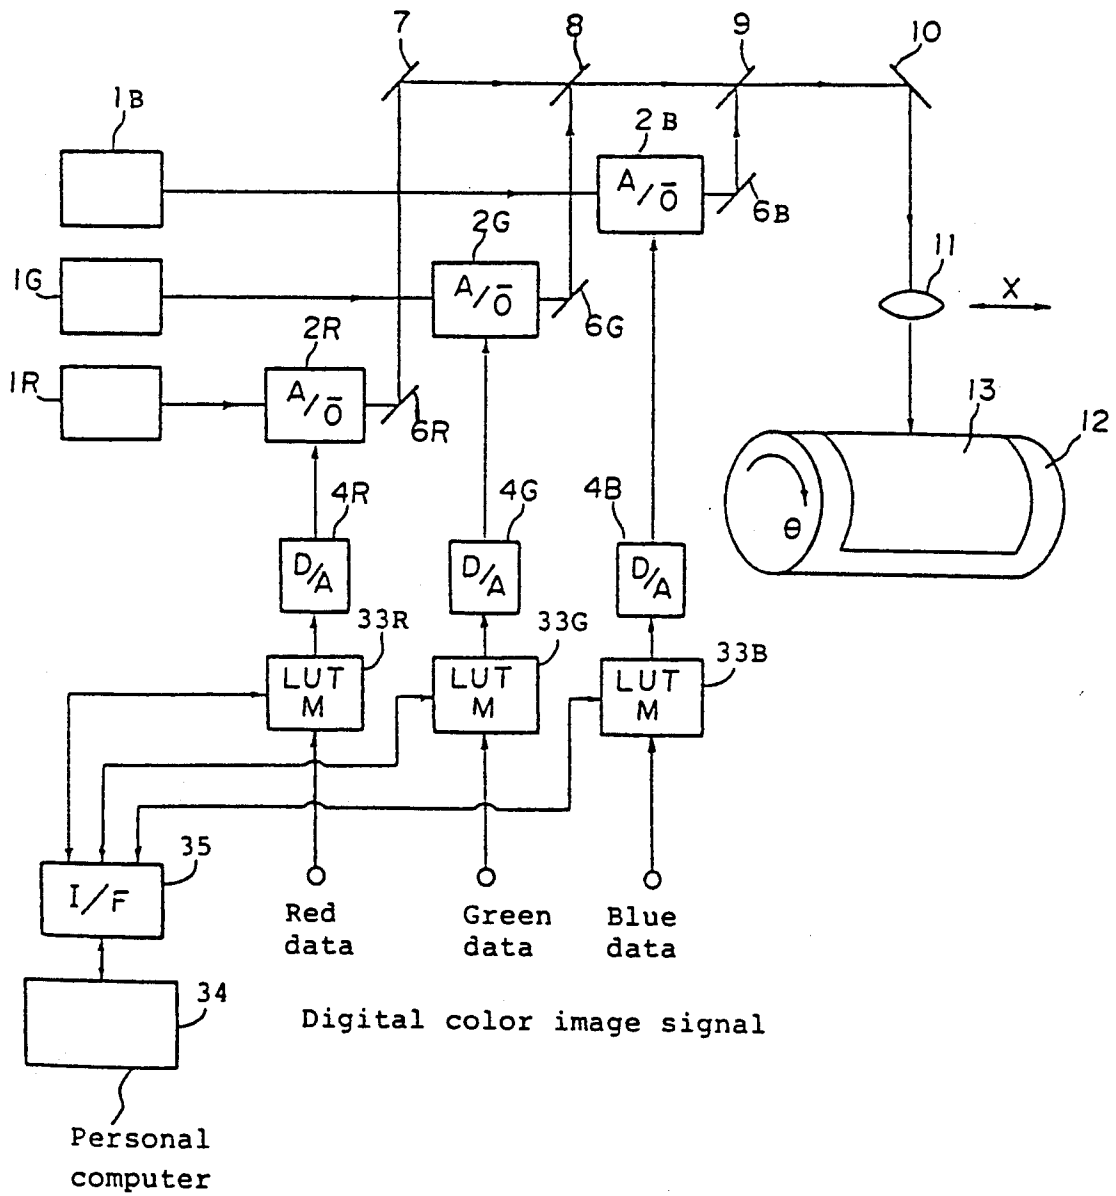 7
8
9
10
1B
2B
A/O̅
6B
2G
1G
A/O̅
6G
11
X
2R
1R
A/O̅
6R
13
12
θ
4R
4G
4B
D/A
D/A
D/A
33R
33G
33B
LUT
M
LUT
M
LUT
M
35
I/F
Red
data
Green
data
Blue
data
34
Digital color image signal
Personal
computer